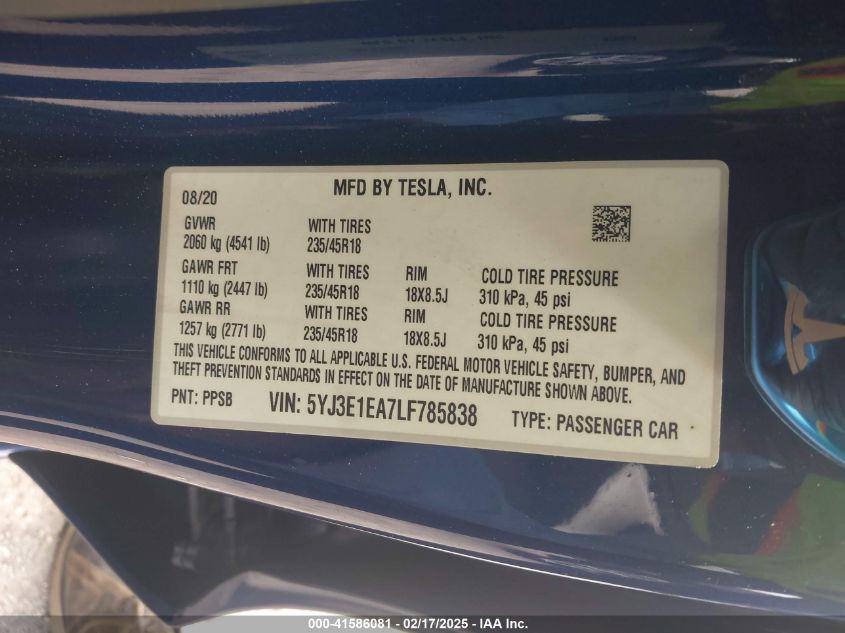 MFD BY TESLA, INC.
08/20
GVWR WITH TIRES
2060 kg (4541 lb) 235/45R18
GAWR FRT WITH TIRES RIM COLD TIRE PRESSURE
1110 kg (2447 lb) 235/45R18 18X8.5J 310 kPa, 45 psi
GAWR RR WITH TIRES RIM COLD TIRE PRESSURE
1257 kg (2771 lb) 235/45R18 18X8.5J 310 kPa, 45 psi
THIS VEHICLE CONFORMS TO ALL APPLICABLE U.S. FEDERAL MOTOR VEHICLE SAFETY, BUMPER, AND
THEFT PREVENTION STANDARDS IN EFFECT ON THE DATE OF MANUFACTURE SHOWN ABOVE.
PNT: PPSB VIN: 5YJ3E1EA7LF785838 TYPE: PASSENGER CAR
000-41586081 - 02/17/2025 - IAA Inc.